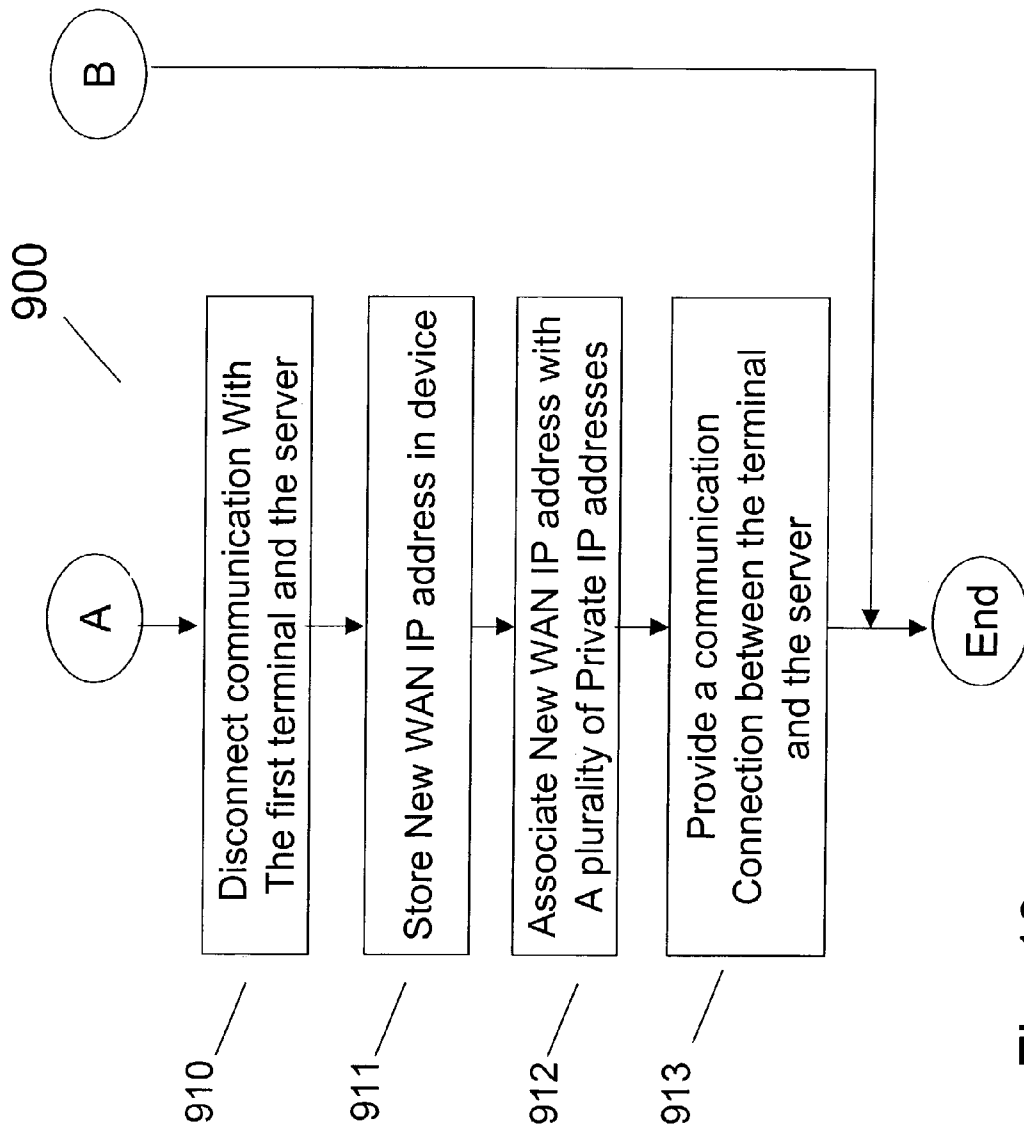 900
A
B
910
Disconnect communication With
The first terminal and the server
911
Store New WAN IP address in device
912
Associate New WAN IP address with
A plurality of Private IP addresses
913
Provide a communication
Connection between the terminal
and the server
End